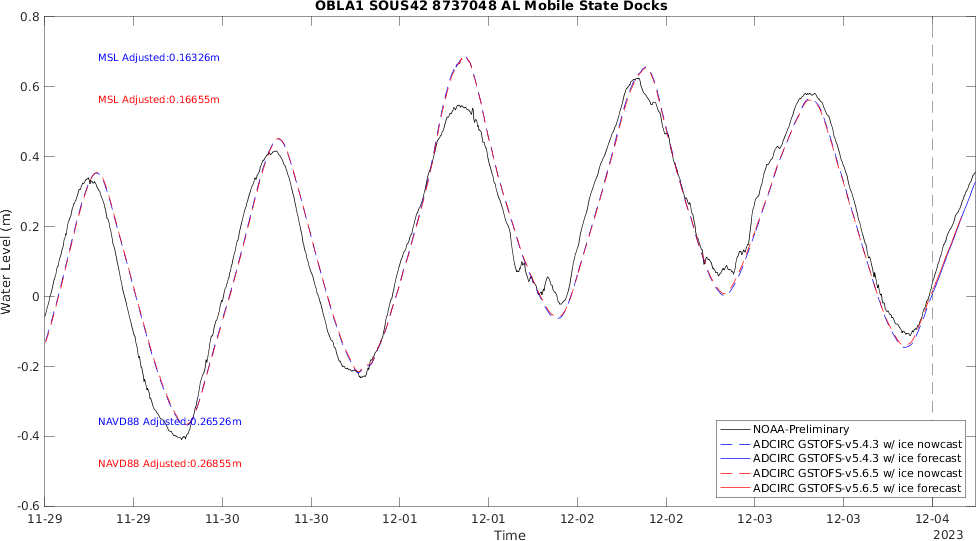 OBLA1 SOUS42 8737048 AL Mobile State Docks
0.8
0.6
0.4
0.2
0
-0.2
-0.4
-0.6
Water Level (m)
MSL Adjusted:0.16326m
MSL Adjusted:0.16655m
NAVD88 Adjusted:0.26526m
NAVD88 Adjusted:0.26855m
NOAA-Preliminary
ADCIRC GSTOFS-v5.4.3 w/ ice nowcast
ADCIRC GSTOFS-v5.4.3 w/ ice forecast
ADCIRC GSTOFS-v5.6.5 w/ ice nowcast
ADCIRC GSTOFS-v5.6.5 w/ ice forecast
11-29 11-29 11-30 11-30 12-01 12-01 12-02 12-02 12-03 12-03 12-04
2023
Time